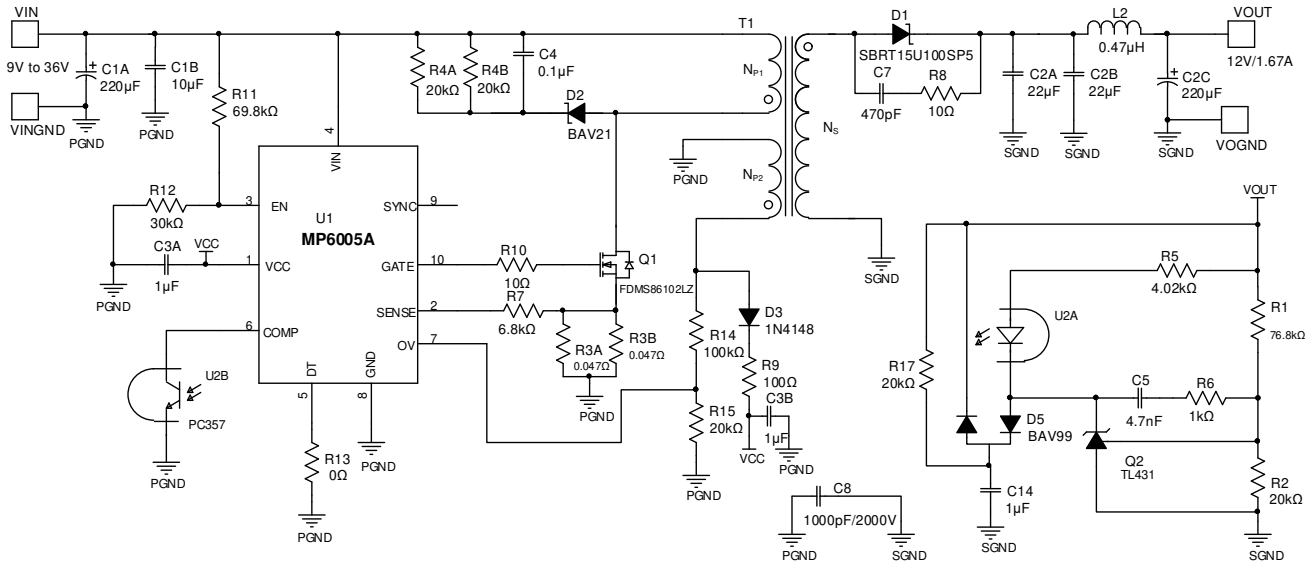 VIN
9V to 36V
VINGND
C1A
220µF
PGND
C1B
10µF
PGND
R11
69.8kΩ
R4A
20kΩ
R4B
20kΩ
C4
0.1µF
D2
BAV21
T1
NP1
NP2
NS
PGND
D1
SBRT15U100SP5
C7
470pF
R8
10Ω
C2A
22µF
SGND
C2B
22µF
SGND
L2
0.47µH
C2C
220µF
SGND
VOUT
12V/1.67A
VOGND
SGND
R12
30kΩ
C3A
1µF
VCC
PGND
U1
MP6005A
4
VIN
3
EN
1
VCC
6
COMP
5
DT
8
GND
SYNC
9
GATE
10
SENSE
2
OV
7
R10
10Ω
Q1
FDMS86102LZ
R7
6.8kΩ
R3A
0.047Ω
R3B
0.047Ω
PGND
U2B
PC357
PGND
R13
0Ω
PGND
PGND
R14
100kΩ
R15
20kΩ
PGND
D3
1N4148
R9
100Ω
C3B
1µF
VCC
PGND
C8
1000pF/2000V
PGND
SGND
VOUT
R5
4.02kΩ
U2A
R1
76.8kΩ
R17
20kΩ
C5
4.7nF
R6
1kΩ
D5
BAV99
Q2
TL431
R2
20kΩ
C14
1µF
SGND
SGND